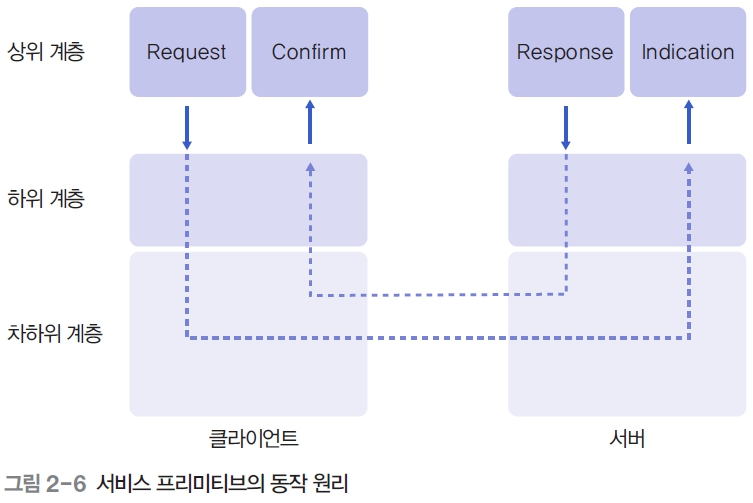 상위 계층
Request
Confirm
Response
Indication
하위 계층
차하위 계층
클라이언트
서버
그림 2-6 서비스 프리미티브의 동작 원리